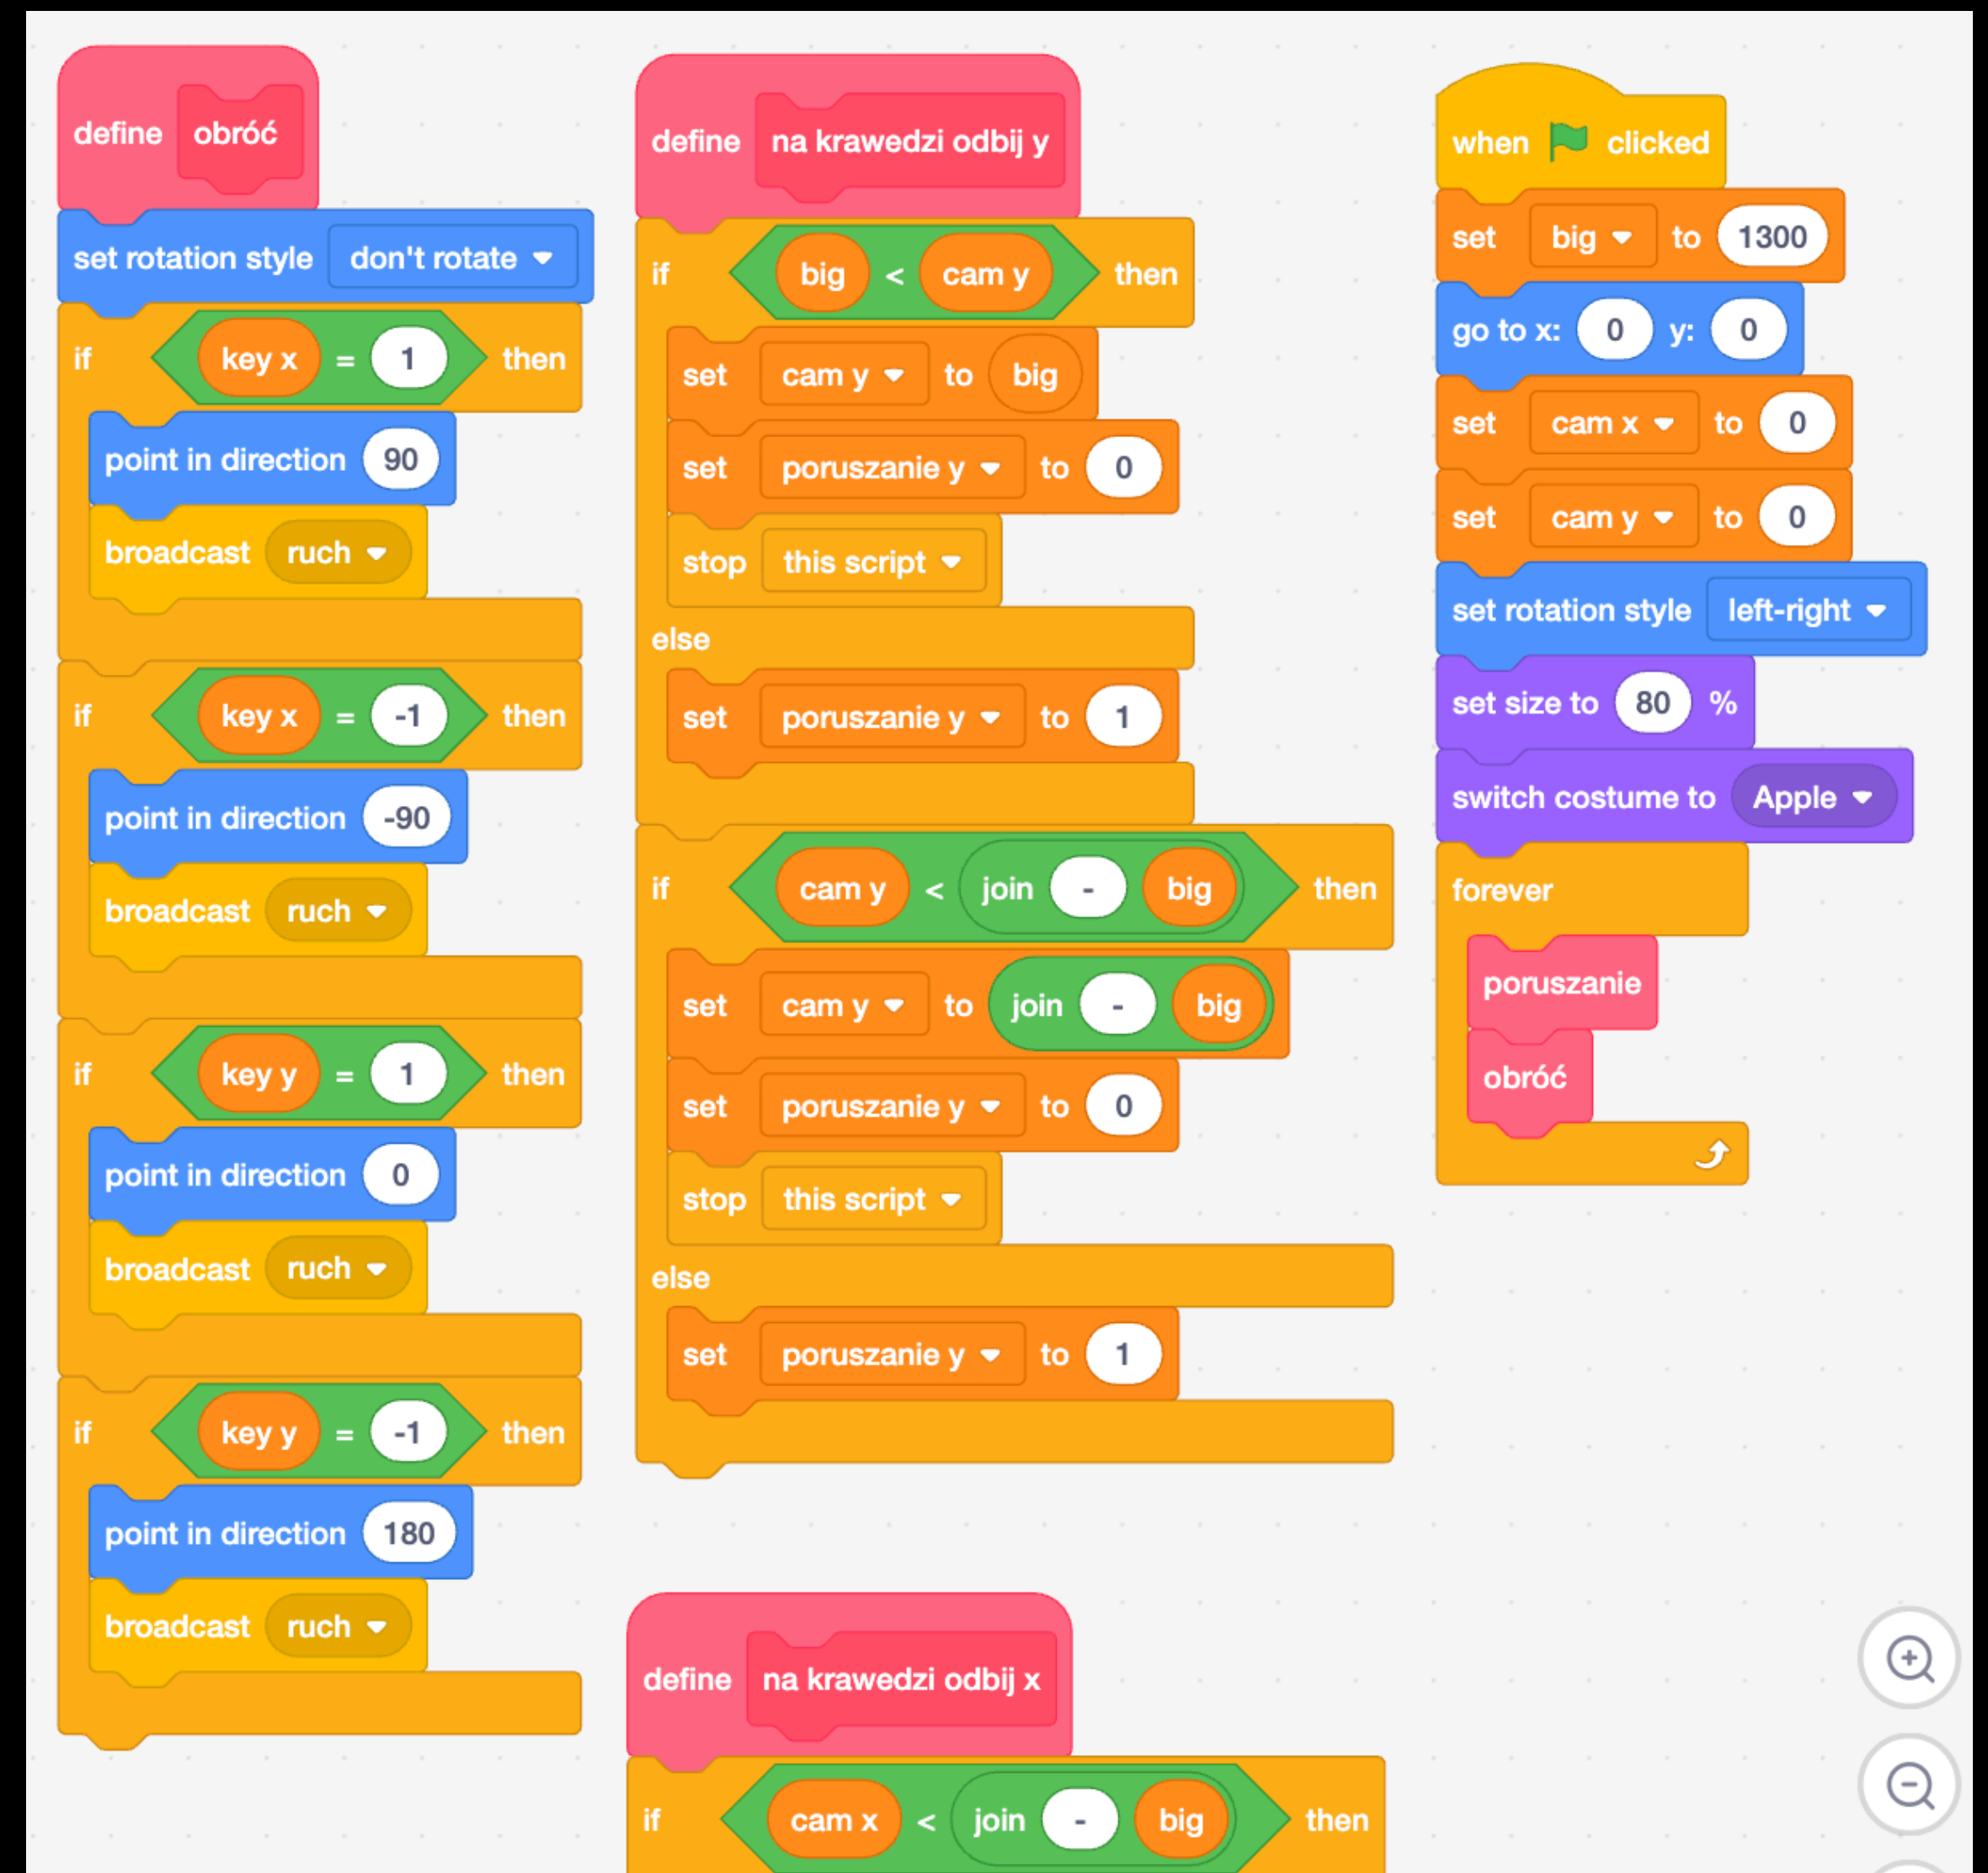 define obróć
set rotation style don't rotate
if key x = 1 then
point in direction 90
broadcast ruch
if key x = -1 then
point in direction -90
broadcast ruch
if key y = 1 then
point in direction 0
broadcast ruch
if key y = -1 then
point in direction 180
broadcast ruch
define na krawedzi odbij y
if big < cam y then
set cam y to big
set poruszanie y to 0
stop this script
else
set poruszanie y to 1
if cam y < join - big then
set cam y to join - big
set poruszanie y to 0
stop this script
else
set poruszanie y to 1
define na krawedzi odbij x
if cam x < join - big then
when clicked
set big to 1300
go to x: 0 y: 0
set cam x to 0
set cam y to 0
set rotation style left-right
set size to 80 %
switch costume to Apple
forever
poruszanie
obróć